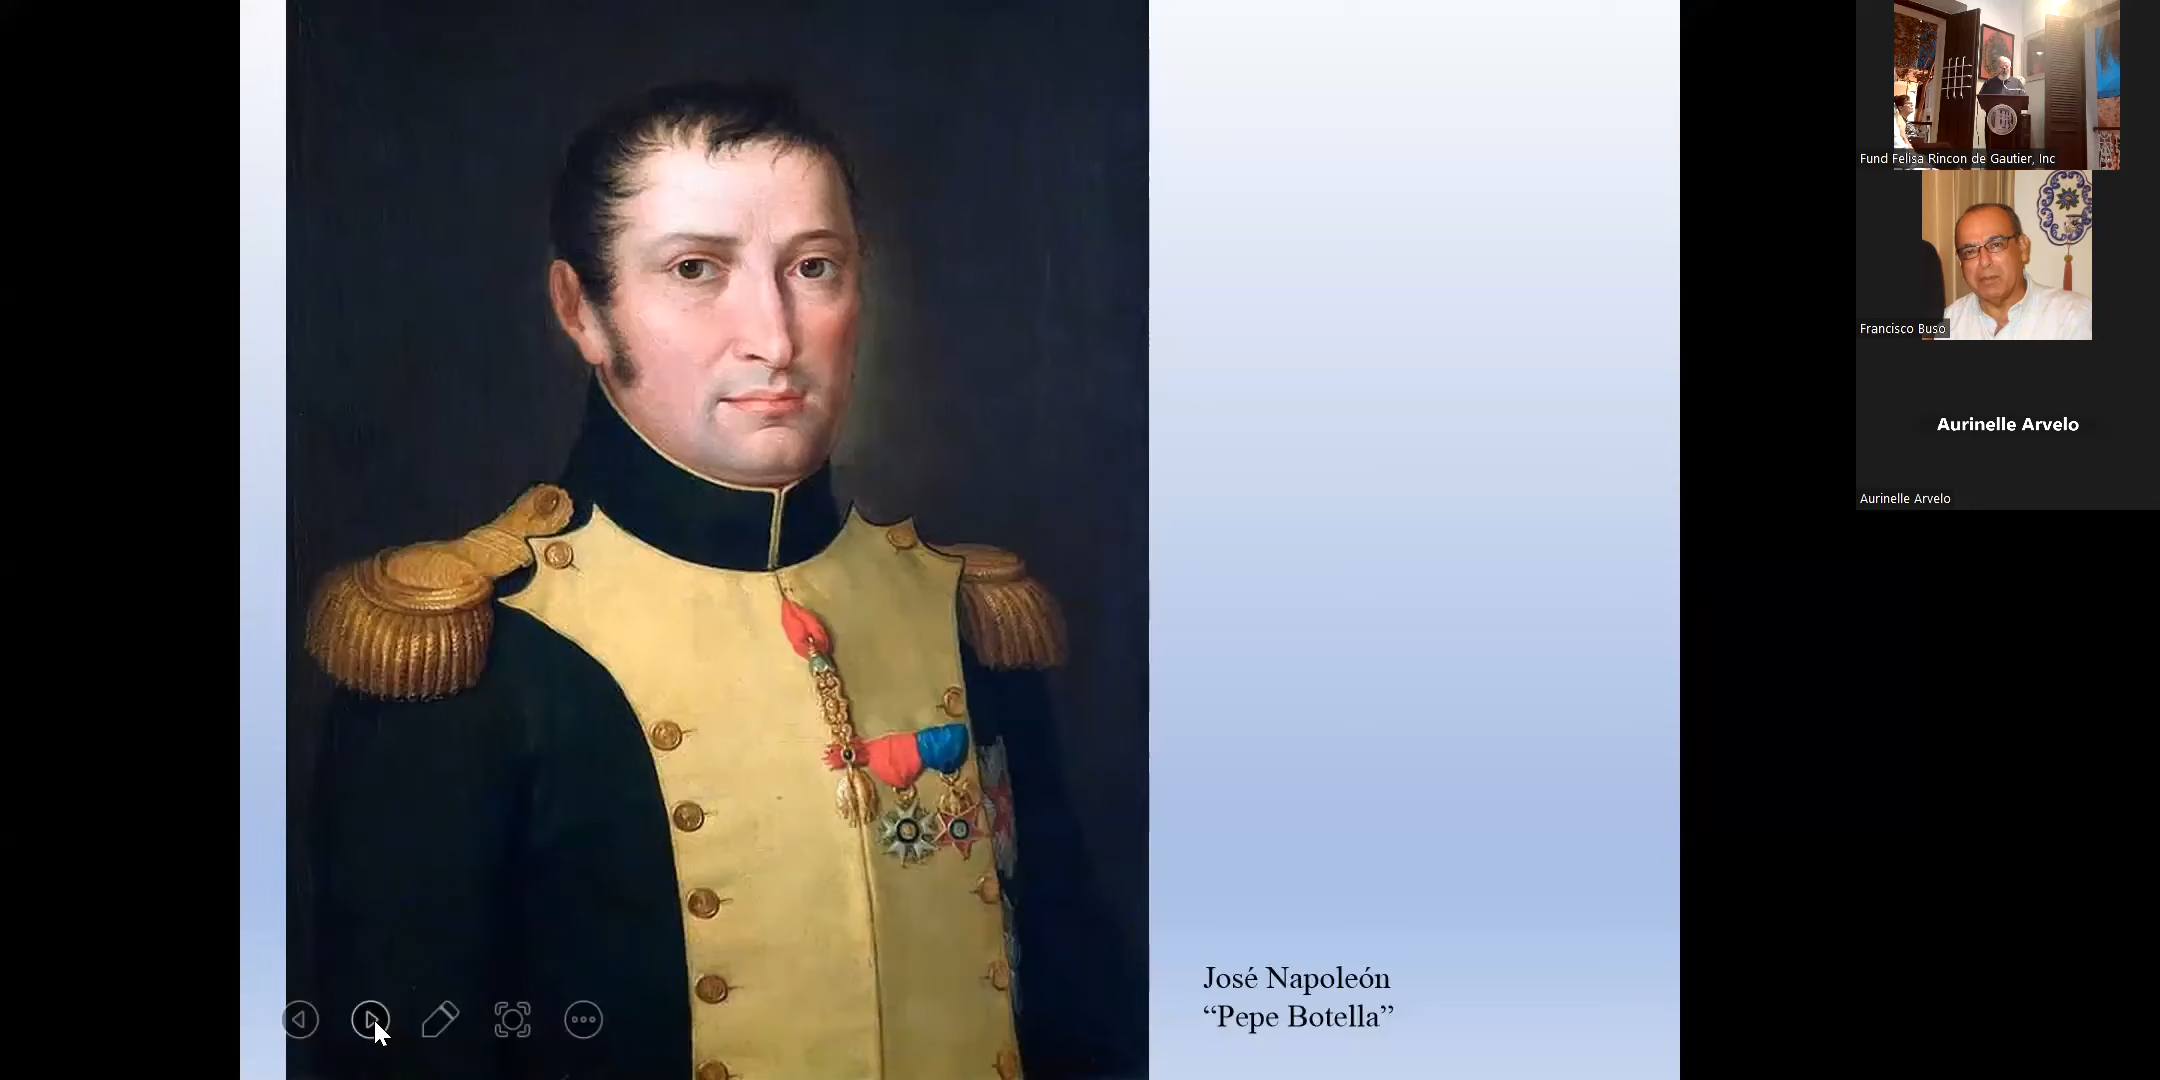 José Napoleón
“Pepe Botella”
Fund Felisa Rincon de Gautier, Inc
Francisco Buso
Aurinelle Arvelo
Aurinelle Arvelo